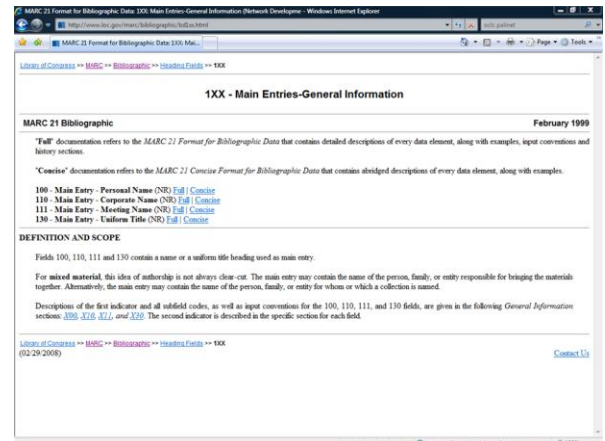 MARC 21 Format for Bibliographic Data: 1XX: Main Entries-General Information (Network Developme - Windows Internet Explorer
http://www.loc.gov/marc/bibliographic/bd1xx.html
MARC 21 Format for Bibliographic Data: 1XX: Mai...
Page Tools
Library of Congress >> MARC >> Bibliographic >> Heading Fields >> 1XX
1XX - Main Entries-General Information
MARC 21 Bibliographic February 1999
"Full" documentation refers to the MARC 21 Format for Bibliographic Data that contains detailed descriptions of every data element, along with examples, input conventions and
history sections.
"Concise" documentation refers to the MARC 21 Concise Format for Bibliographic Data that contains abridged descriptions of every data element, along with examples.
100 - Main Entry - Personal Name (NR) Full | Concise
110 - Main Entry - Corporate Name (NR) Full | Concise
111 - Main Entry - Meeting Name (NR) Full | Concise
130 - Main Entry - Uniform Title (NR) Full | Concise
DEFINITION AND SCOPE
Fields 100, 110, 111 and 130 contain a name or a uniform title heading used as main entry.
For mixed material, this idea of authorship is not always clear-cut. The main entry may contain the name of the person, family, or entity responsible for bringing the materials
together. Alternatively, the main entry may contain the name of the person, family, or entity for whom or which a collection is named.
Descriptions of the first indicator and all subfield codes, as well as input conventions for the 100, 110, 111, and 130 fields, are given in the following General Information
sections: X00, X10, X11, and X30. The second indicator is described in the specific section for each field.
Library of Congress >> MARC >> Bibliographic >> Heading Fields >> 1XX
(02/29/2008) Contact Us